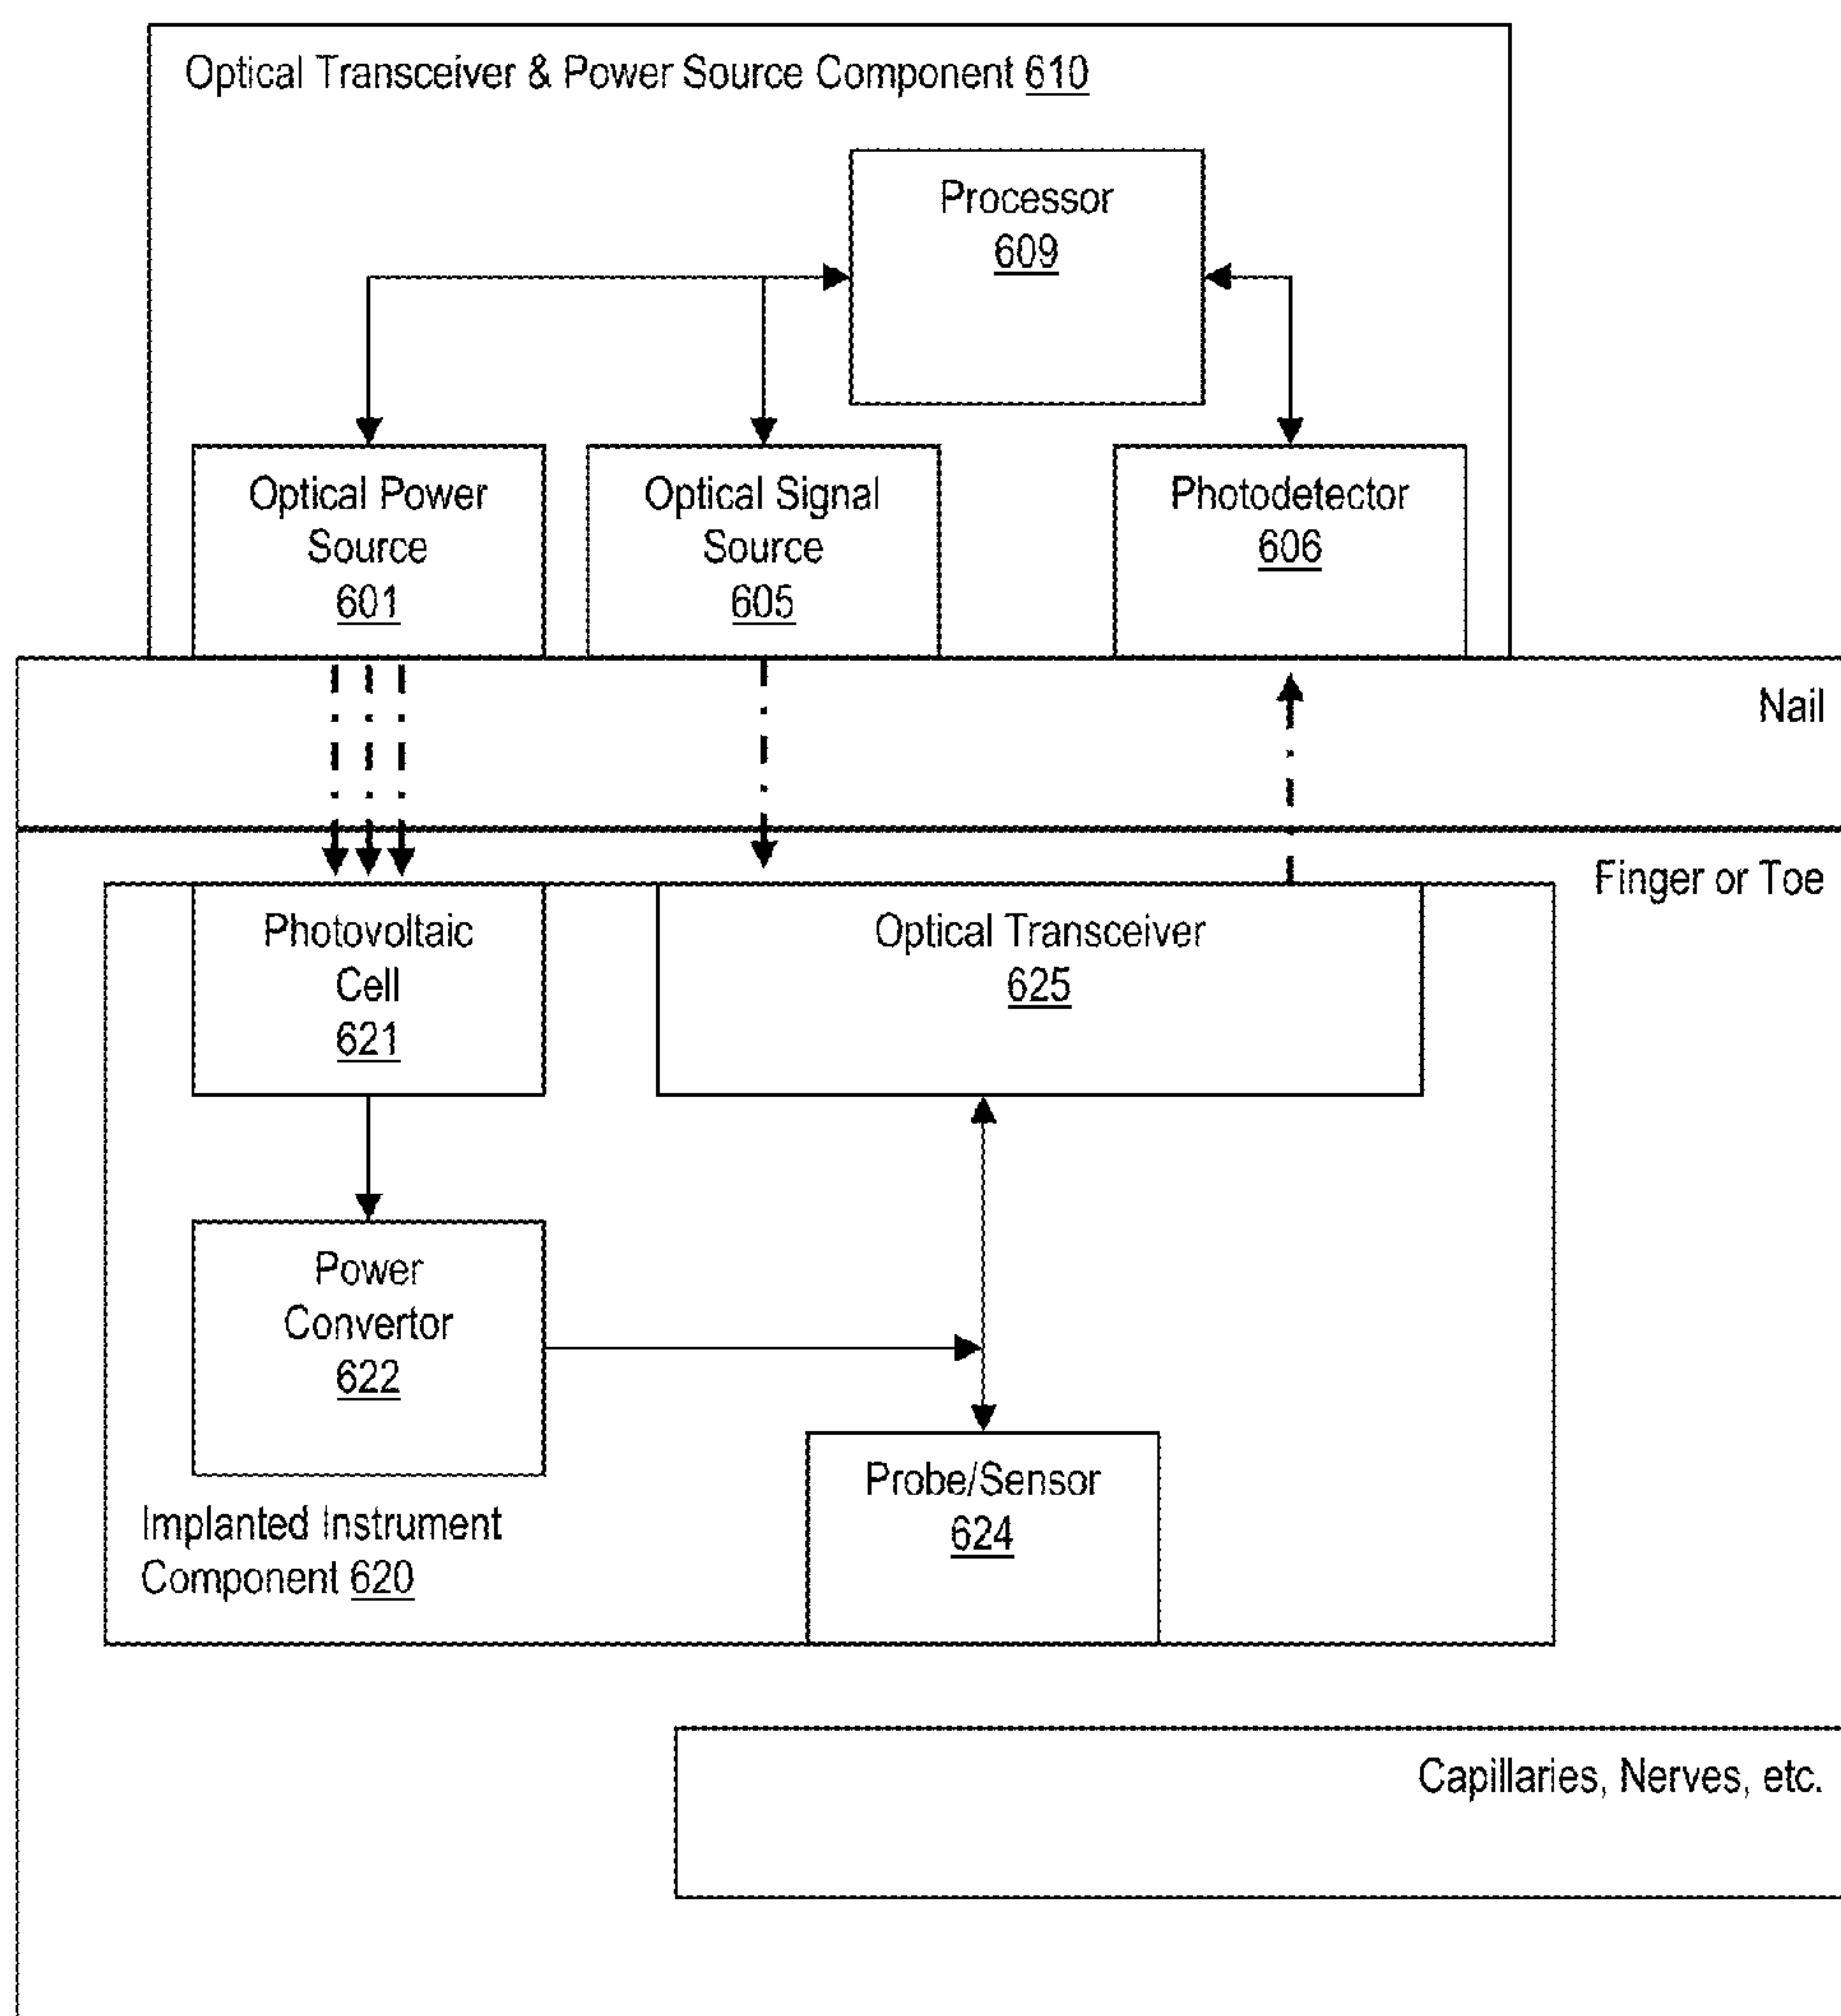 Optical Transceiver & Power Source Component 610
Processor
609
Optical Power
Source
601
Optical Signal
Source
605
Photodetector
606
Nail
Finger or Toe
Photovoltaic
Cell
621
Optical Transceiver
625
Power
Convertor
622
Probe/Sensor
624
Implanted Instrument
Component 620
Capillaries, Nerves, etc.